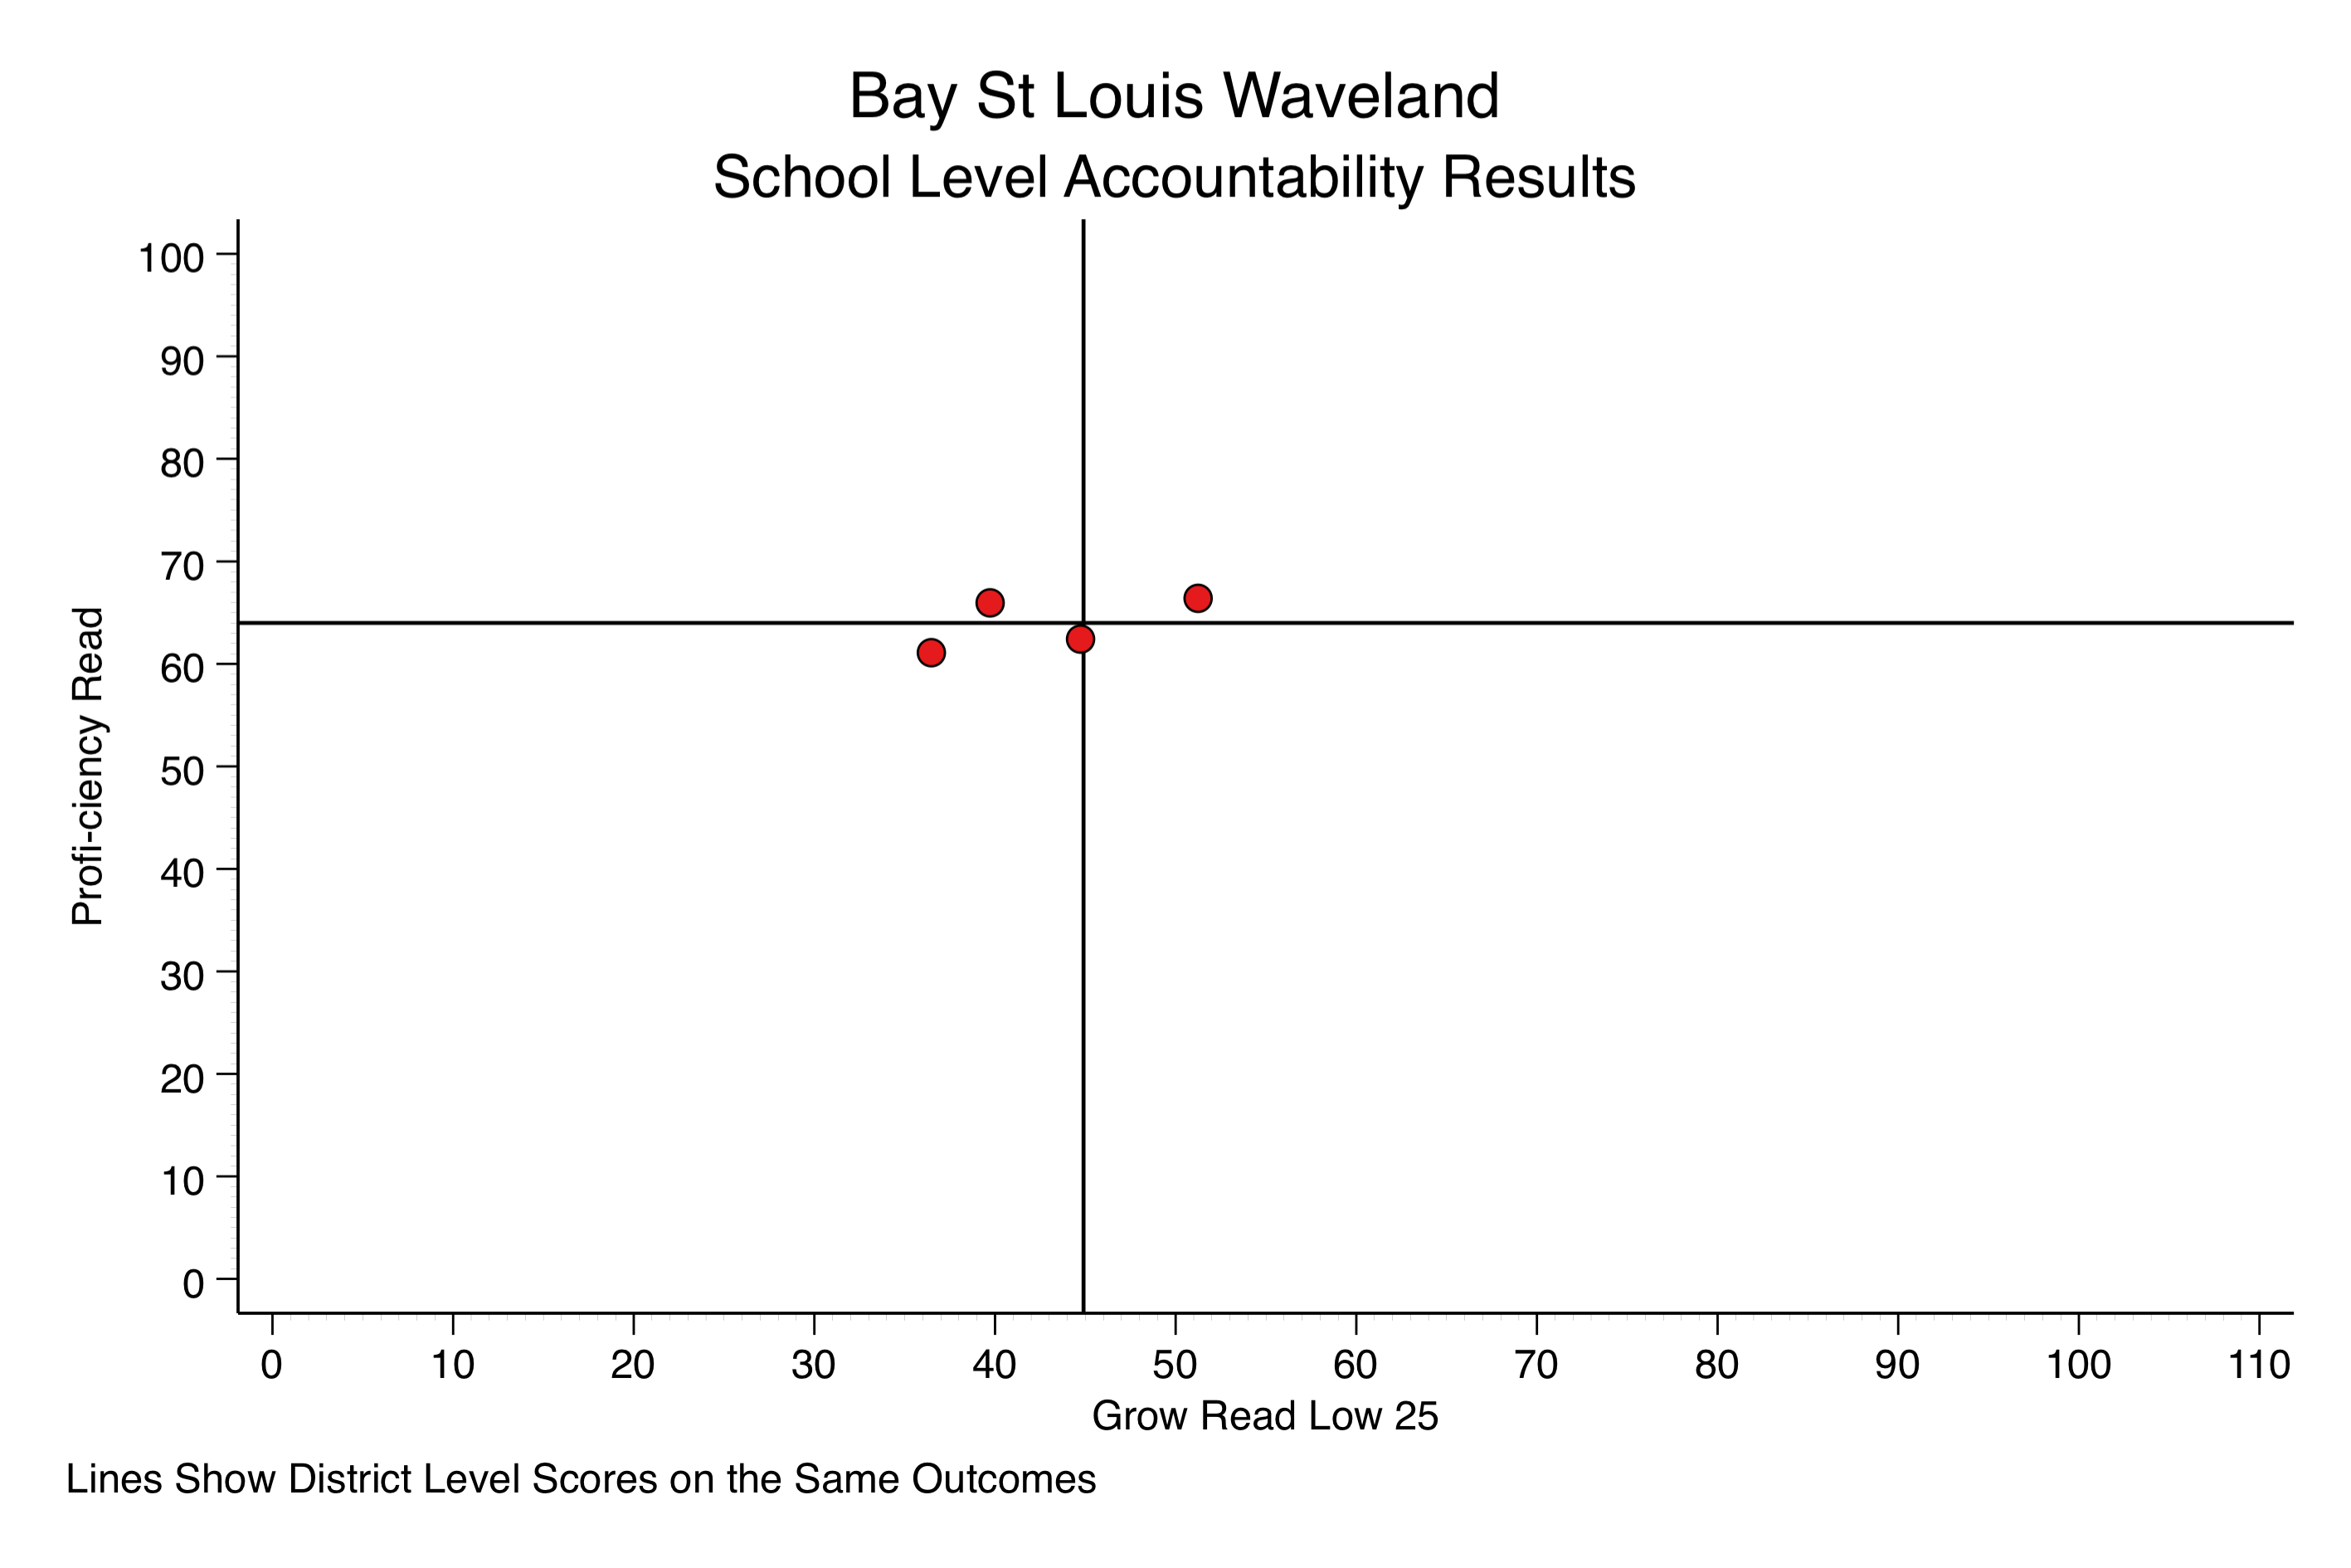 Bay St Louis Waveland
School Level Accountability Results
100
90
80
70
60
50
40
30
20
10
0
Profi-ciency Read
0 10 20 30 40 50 60 70 80 90 100 110
Grow Read Low 25
Lines Show District Level Scores on the Same Outcomes